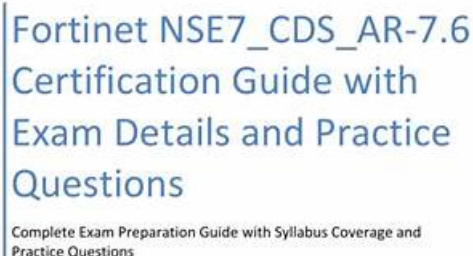 Fortinet NSE7_CDS_AR-7.6
Certification Guide with
Exam Details and Practice
Questions
Complete Exam Preparation Guide with Syllabus Coverage and
Practice Questions